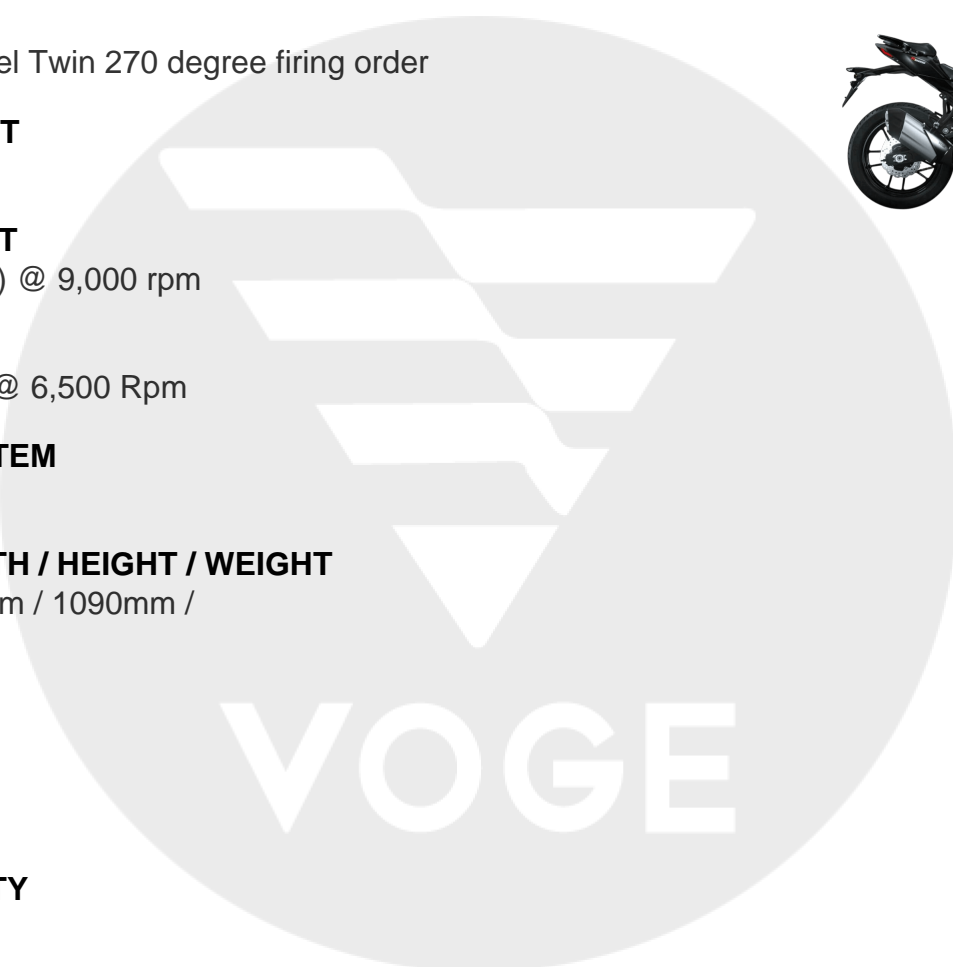 el Twin 270 degree firing order
T
T
) @ 9,000 rpm
@ 6,500 Rpm
TEM
TH / HEIGHT / WEIGHT
m / 1090mm /
VOGE
TY